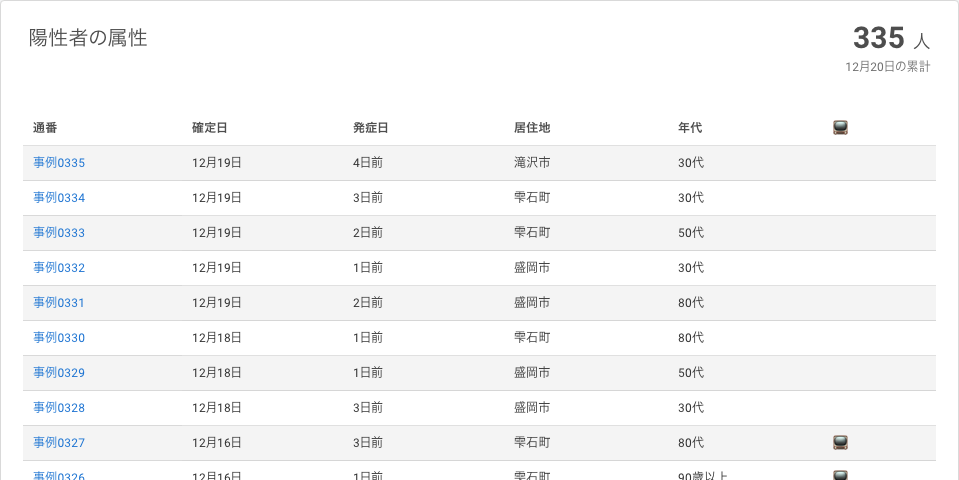 陽性者の属性
335 人
12月20日の累計
通番 確定日 発症日 居住地 年代
事例0335 12月19日 4日前 滝沢市 30代
事例0334 12月19日 3日前 雫石町 30代
事例0333 12月19日 2日前 雫石町 50代
事例0332 12月19日 1日前 盛岡市 30代
事例0331 12月19日 2日前 盛岡市 80代
事例0330 12月18日 1日前 雫石町 80代
事例0329 12月18日 1日前 盛岡市 50代
事例0328 12月18日 3日前 盛岡市 30代
事例0327 12月16日 3日前 雫石町 80代
事例0326 12月16日 1日前 雫石町 90歳以上